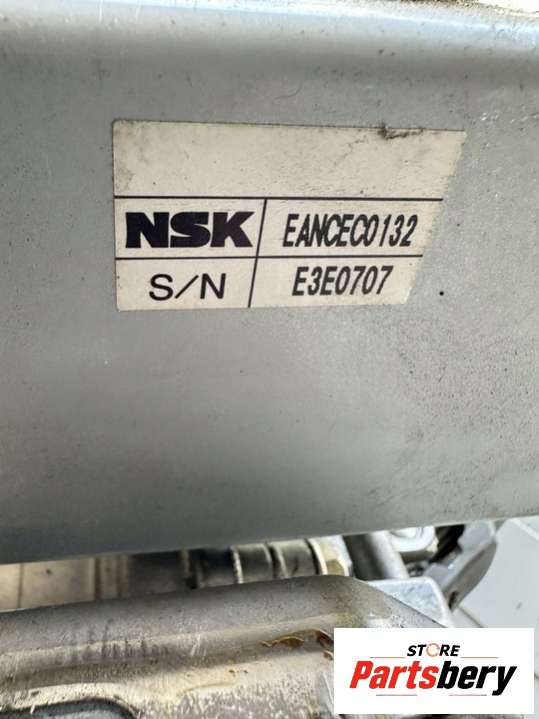 NSK EANCEC0132
S/N E3E0707
STORE
Partsbery